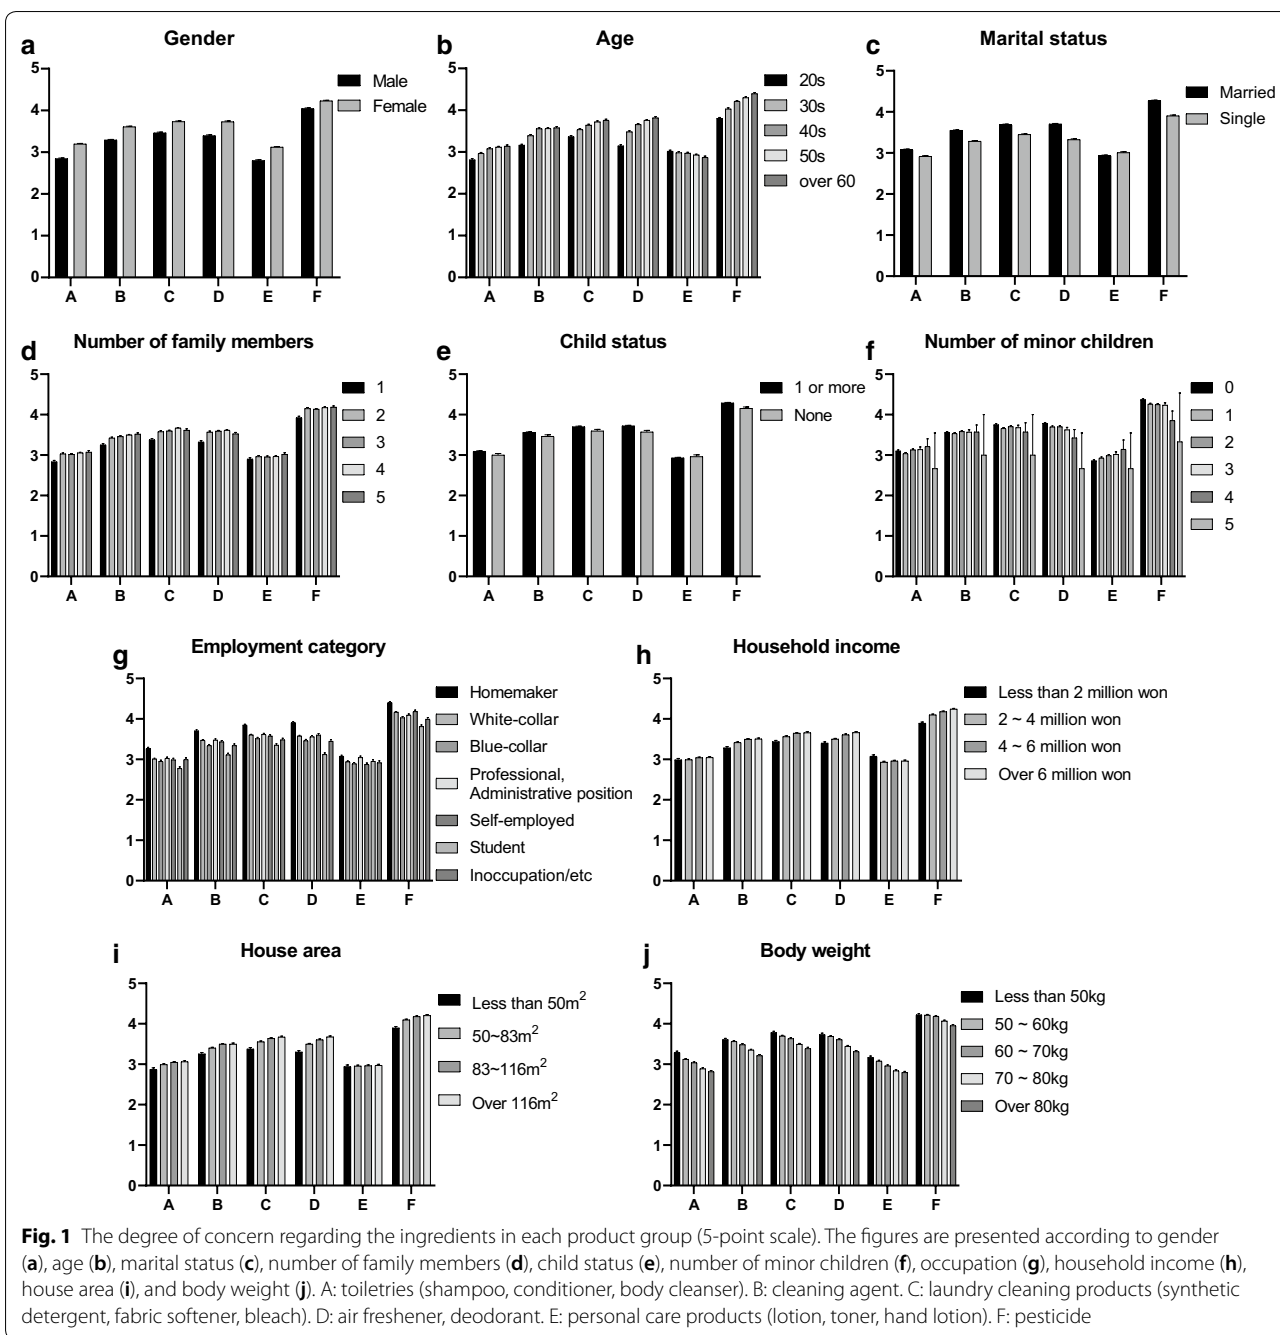 a Gender
5
4
3
2
1
0
A B C D E F
Male
Female
b Age
5
4
3
2
1
0
A B C D E F
20s
30s
40s
50s
over 60
c Marital status
5
4
3
2
1
0
A B C D E F
Married
Single
d Number of family members
5
4
3
2
1
0
A B C D E F
1
2
3
4
5
e Child status
5
4
3
2
1
0
A B C D E F
1 or more
None
f Number of minor children
5
4
3
2
1
0
A B C D E F
0
1
2
3
4
5
g Employment category
5
4
3
2
1
0
A B C D E F
Homemaker
White-collar
Blue-collar
Professional,
Administrative position
Self-employed
Student
Inoccupation/etc
h Household income
5
4
3
2
1
0
A B C D E F
Less than 2 million won
2 ~ 4 million won
4 ~ 6 million won
Over 6 million won
i House area
5
4
3
2
1
0
A B C D E F
Less than 50m²
50~83m²
83~116m²
Over 116m²
j Body weight
5
4
3
2
1
0
A B C D E F
Less than 50kg
50 ~ 60kg
60 ~ 70kg
70 ~ 80kg
Over 80kg
Fig. 1 The degree of concern regarding the ingredients in each product group (5-point scale). The figures are presented according to gender
(a), age (b), marital status (c), number of family members (d), child status (e), number of minor children (f), occupation (g), household income (h),
house area (i), and body weight (j). A: toiletries (shampoo, conditioner, body cleanser). B: cleaning agent. C: laundry cleaning products (synthetic
detergent, fabric softener, bleach). D: air freshener, deodorant. E: personal care products (lotion, toner, hand lotion). F: pesticide